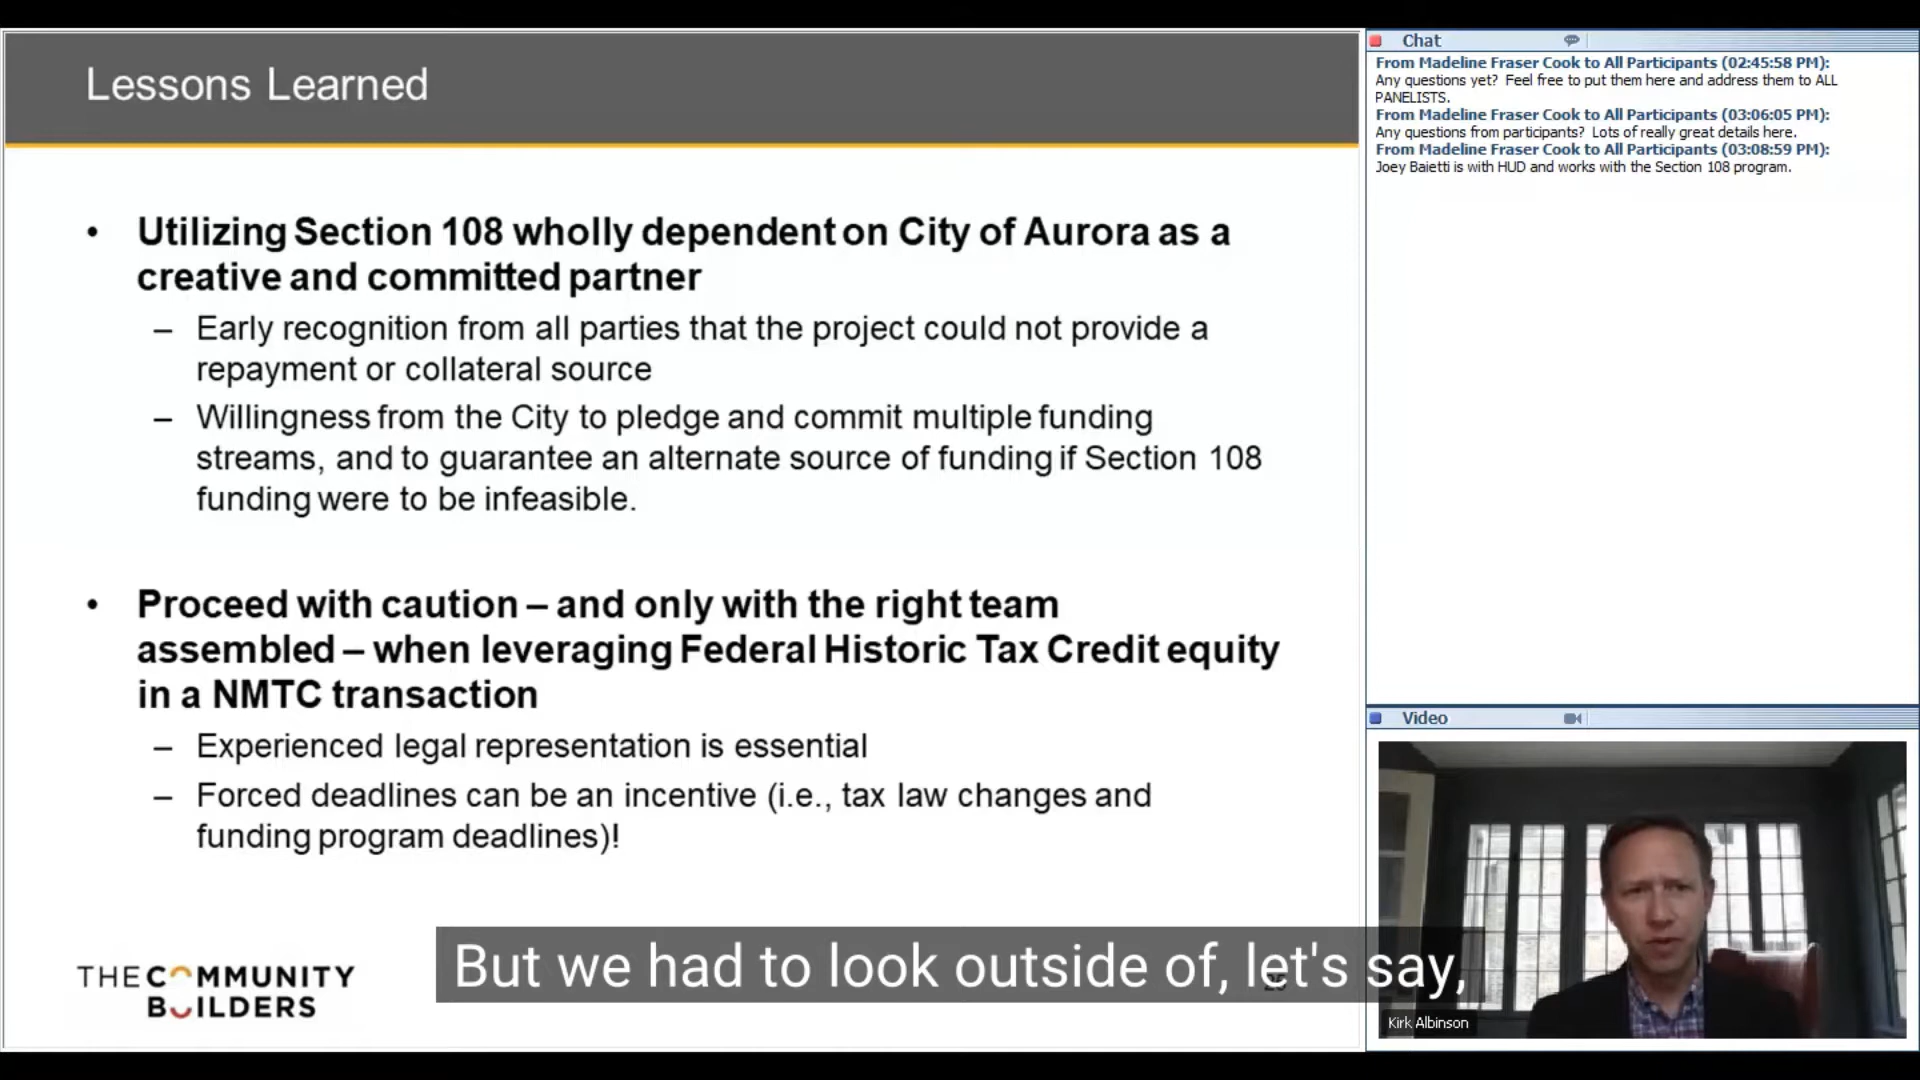 Lessons Learned
• Utilizing Section 108 wholly dependent on City of Aurora as a
creative and committed partner
– Early recognition from all parties that the project could not provide a
repayment or collateral source
– Willingness from the City to pledge and commit multiple funding
streams, and to guarantee an alternate source of funding if Section 108
funding were to be infeasible.
• Proceed with caution – and only with the right team
assembled – when leveraging Federal Historic Tax Credit equity
in a NMTC transaction
– Experienced legal representation is essential
– Forced deadlines can be an incentive (i.e., tax law changes and
funding program deadlines)!
THE COMMUNITY
BUILDERS
But we had to look outside of, let's say,
Chat
From Madeline Fraser Cook to All Participants (02:45:58 PM):
Any questions yet? Feel free to put them here and address them to ALL
PANELISTS.
From Madeline Fraser Cook to All Participants (03:06:05 PM):
Any questions from participants? Lots of really great details here.
From Madeline Fraser Cook to All Participants (03:08:59 PM):
Joey Baietti is with HUD and works with the Section 108 program.
Video
Kirk Albinson